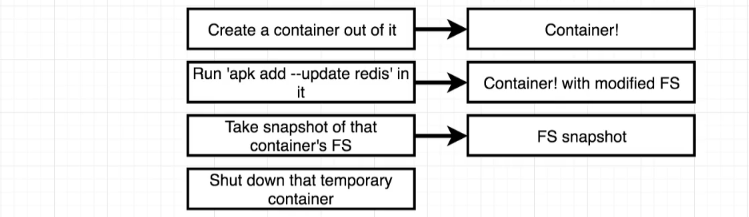 Create a container out of it
Container!
Run 'apk add --update redis' in
it
Container! with modified FS
Take snapshot of that
container's FS
FS snapshot
Shut down that temporary
container